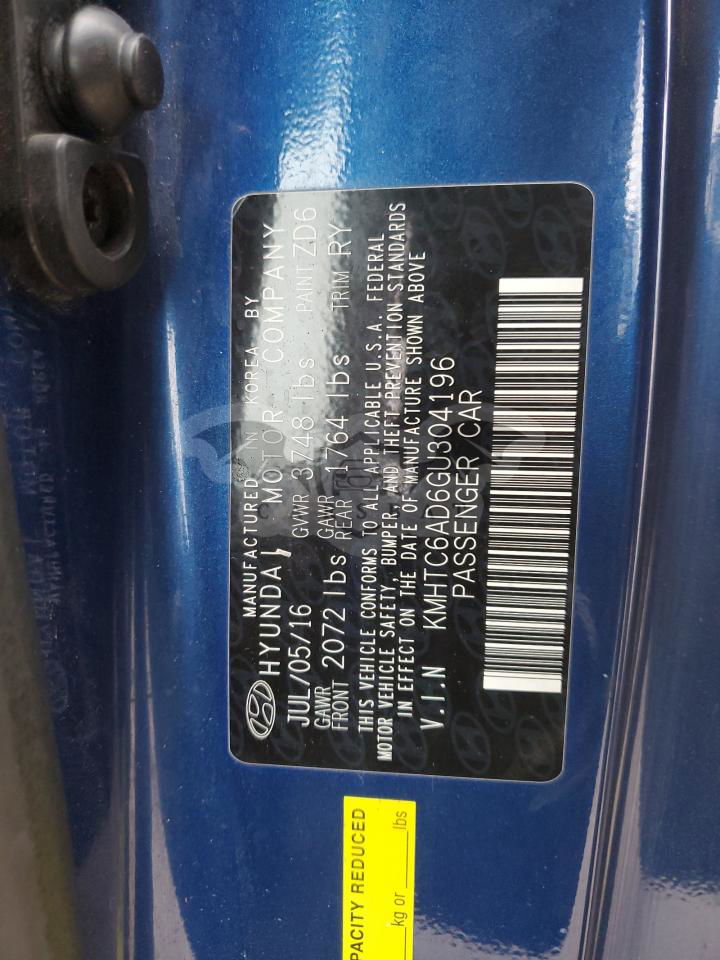 MANUFACTURED IN KOREA BY
HYUNDAI MOTOR COMPANY
JUL/05/16 GVWR 3748 lbs PAINT ZD6
GAWR FRONT 2072 lbs GAWR REAR 1764 lbs TRIM RY
THIS VEHICLE CONFORMS TO ALL APPLICABLE U.S.A. FEDERAL
MOTOR VEHICLE SAFETY, BUMPER, AND THEFT PREVENTION STANDARDS
IN EFFECT ON THE DATE OF MANUFACTURE SHOWN ABOVE
V.I.N KMHTC6AD6GU304196
PASSENGER CAR
PACITY REDUCED
kg or lbs